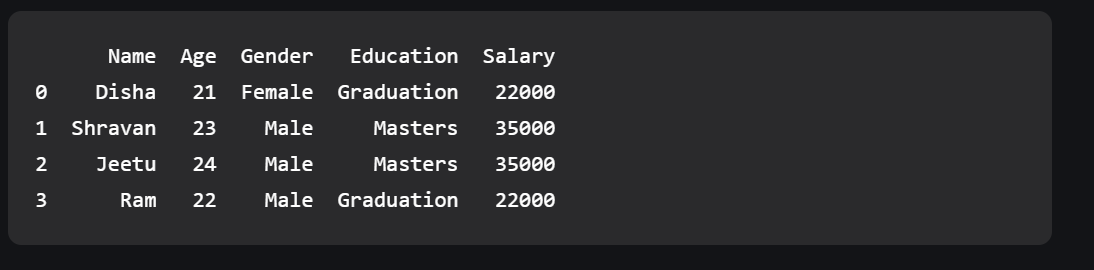 Name Age Gender Education Salary
0 Disha 21 Female Graduation 22000
1 Shravan 23 Male Masters 35000
2 Jeetu 24 Male Masters 35000
3 Ram 22 Male Graduation 22000